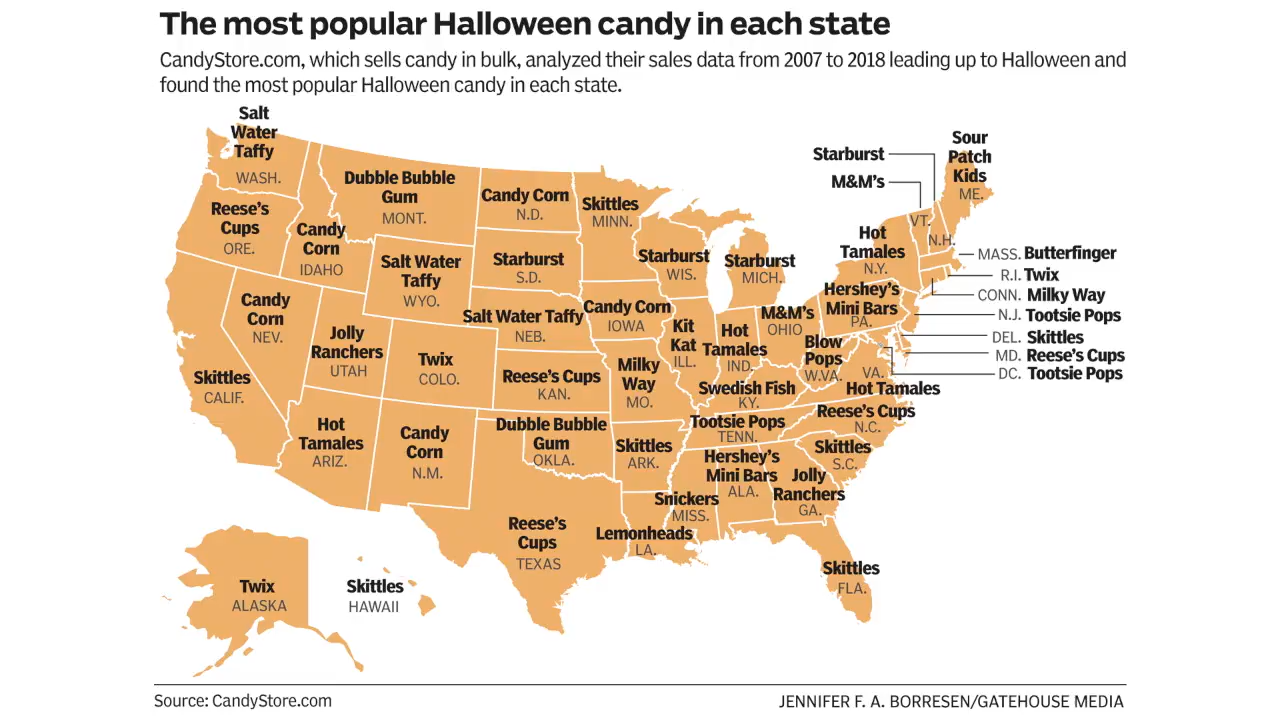 The most popular Halloween candy in each state
CandyStore.com, which sells candy in bulk, analyzed their sales data from 2007 to 2018 leading up to Halloween and
found the most popular Halloween candy in each state.
Salt
Water
Taffy
WASH.
Reese's
Cups
ORE.
Candy
Corn
IDAHO
Dubble Bubble
Gum
MONT.
Candy Corn
N.D.
Skittles
MINN.
Salt Water
Taffy
WYO.
Starburst
S.D.
Starburst
WIS.
Starburst
MICH.
Starburst
M&M's
VT.
N.H.
Sour
Patch
Kids
ME.
Hot
Tamales
N.Y.
MASS. Butterfinger
R.I. Twix
CONN. Milky Way
N.J. Tootsie Pops
DEL. Skittles
MD. Reese's Cups
DC. Tootsie Pops
Candy
Corn
NEV.
Skittles
CALIF.
Jolly
Ranchers
UTAH
Twix
COLO.
Salt Water Taffy
NEB.
Candy Corn
IOWA
Kit
Kat
ILL.
Hot
Tamales
IND.
M&M's
OHIO
Hershey's
Mini Bars
PA.
Blow
Pops
W.VA.
VA.
Hot Tamales
Reese's Cups
KAN.
Milky
Way
MO.
Swedish Fish
KY.
Tootsie Pops
TENN.
Reese's Cups
N.C.
Skittles
S.C.
Hot
Tamales
ARIZ.
Candy
Corn
N.M.
Dubble Bubble
Gum
OKLA.
Skittles
ARK.
Hershey's
Mini Bars
ALA.
Jolly
Ranchers
GA.
Snickers
MISS.
Lemonheads
LA.
Reese's
Cups
TEXAS
Skittles
FLA.
Twix
ALASKA
Skittles
HAWAII
Source: CandyStore.com
JENNIFER F. A. BORRESEN/GATEHOUSE MEDIA